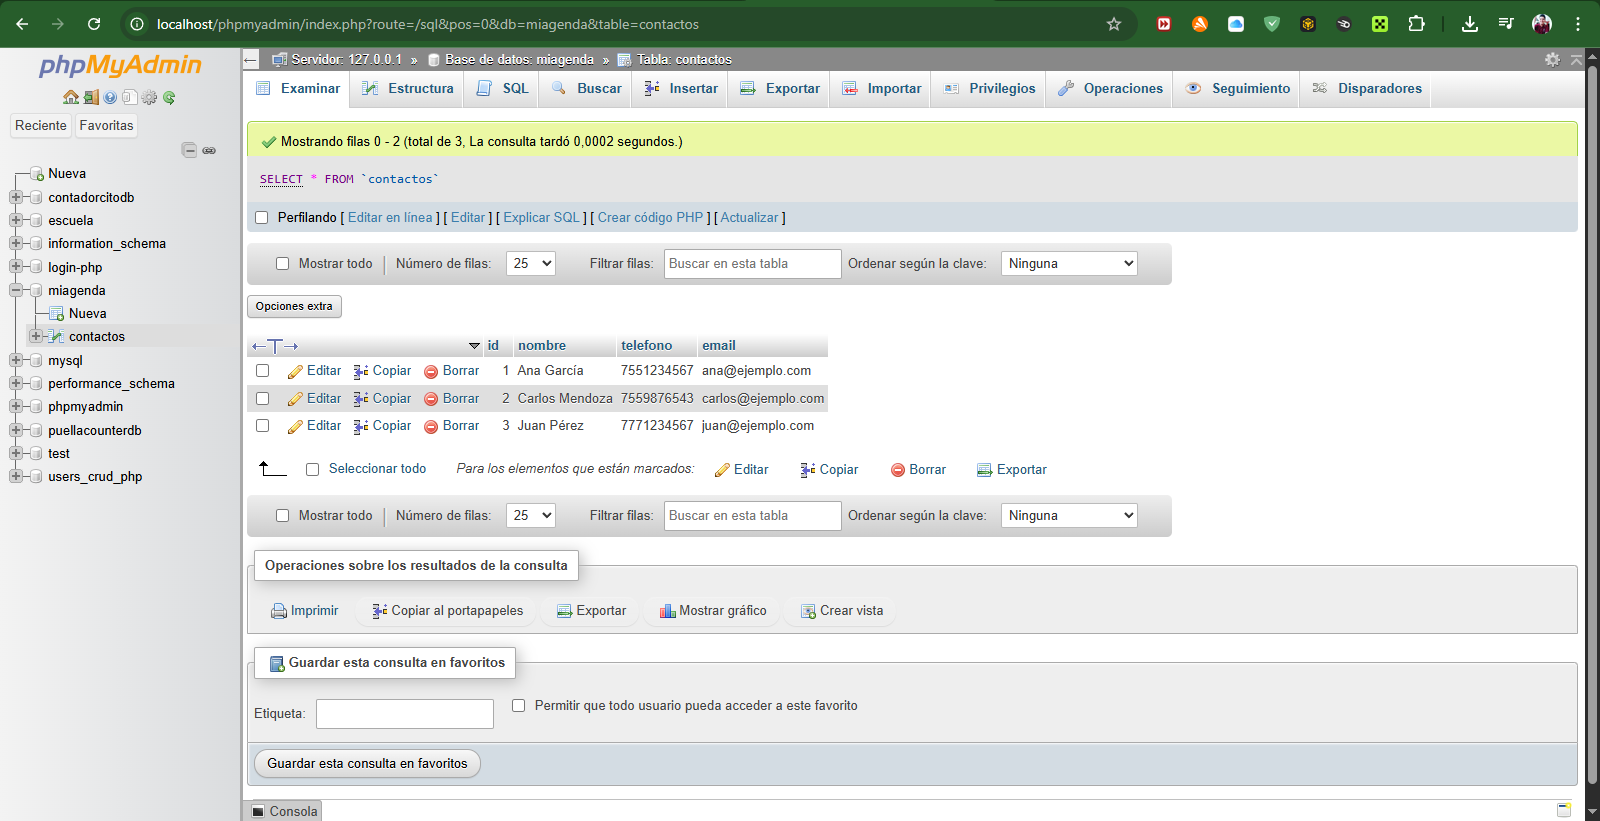 localhost/phpmyadmin/index.php?route=/sql&pos=0&db=miagenda&table=contactos
phpMyAdmin
Reciente Favoritas
Nueva
contadorcitodb
escuela
information_schema
login-php
miagenda
Nueva
contactos
mysql
performance_schema
phpmyadmin
puellacounterdb
test
users_crud_php
Servidor: 127.0.0.1 » Base de datos: miagenda » Tabla: contactos
Examinar Estructura SQL Buscar Insertar Exportar Importar Privilegios Operaciones Seguimiento Disparadores
Mostrando filas 0 - 2 (total de 3, La consulta tardó 0,0002 segundos.)
SELECT * FROM `contactos`
Perfilando [ Editar en línea ] [ Editar ] [ Explicar SQL ] [ Crear código PHP ] [ Actualizar ]
Mostrar todo | Número de filas: 25 Filtrar filas: Buscar en esta tabla Ordenar según la clave: Ninguna
Opciones extra
←T→ id nombre telefono email
Editar Copiar Borrar 1 Ana García 7551234567 ana@ejemplo.com
Editar Copiar Borrar 2 Carlos Mendoza 7559876543 carlos@ejemplo.com
Editar Copiar Borrar 3 Juan Pérez 7771234567 juan@ejemplo.com
Seleccionar todo Para los elementos que están marcados: Editar Copiar Borrar Exportar
Mostrar todo | Número de filas: 25 Filtrar filas: Buscar en esta tabla Ordenar según la clave: Ninguna
Operaciones sobre los resultados de la consulta
Imprimir Copiar al portapapeles Exportar Mostrar gráfico Crear vista
Guardar esta consulta en favoritos
Etiqueta: Permitir que todo usuario pueda acceder a este favorito
Guardar esta consulta en favoritos
Consola